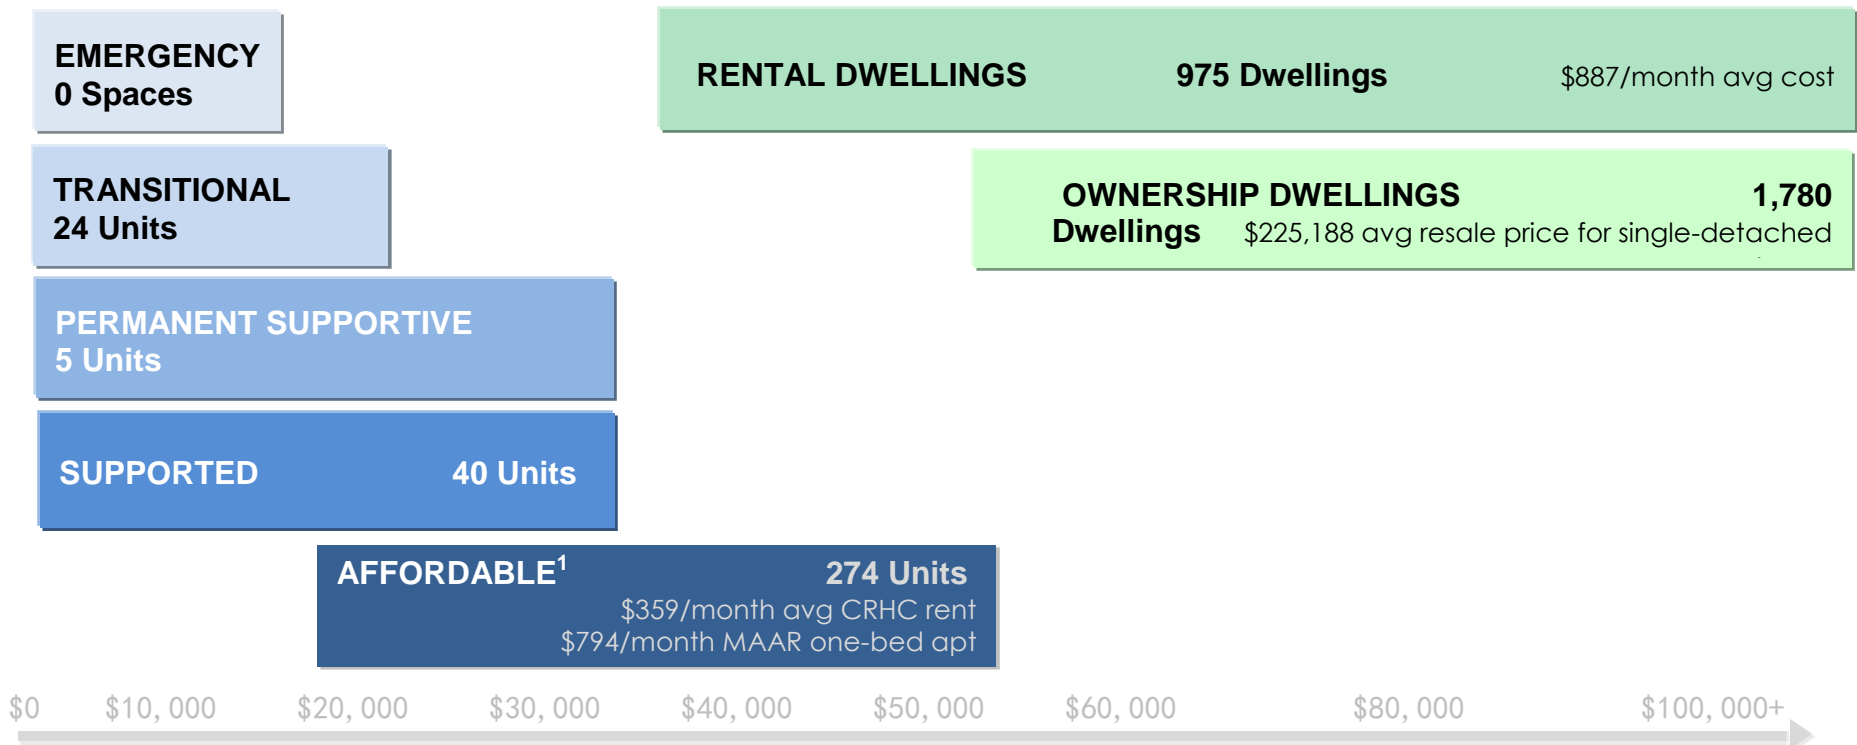 EMERGENCY
0 Spaces
RENTAL DWELLINGS 975 Dwellings $887/month avg cost
TRANSITIONAL
24 Units
OWNERSHIP DWELLINGS 1,780
Dwellings $225,188 avg resale price for single-detached
PERMANENT SUPPORTIVE
5 Units
SUPPORTED 40 Units
AFFORDABLE¹ 274 Units
$359/month avg CRHC rent
$794/month MAAR one-bed apt
$0 $10,000 $20,000 $30,000 $40,000 $50,000 $60,000 $80,000 $100,000+